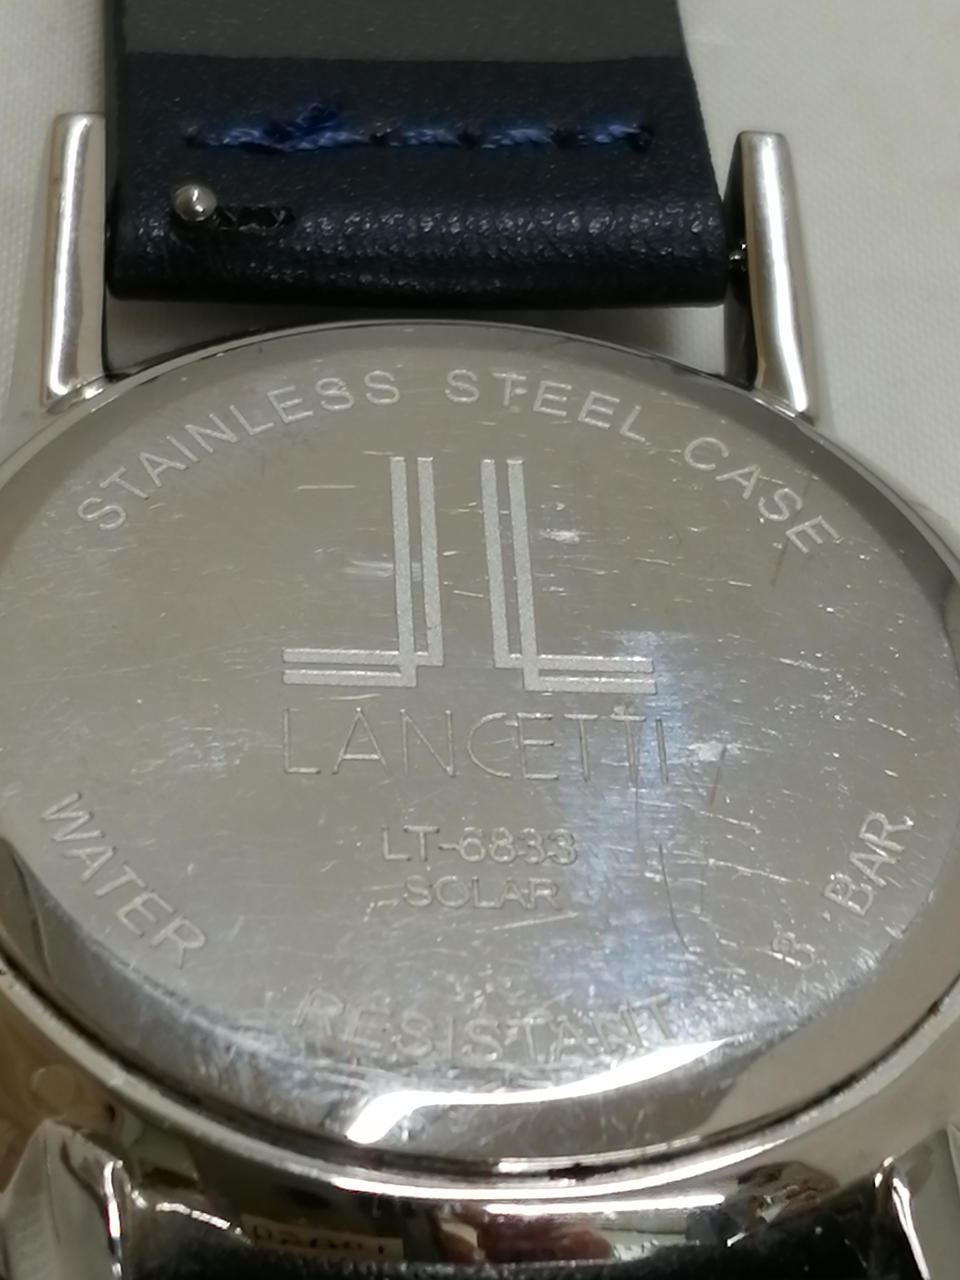 STAINLESS STEEL CASE
LANCETTI
LT-6833
SOLAR
WATER RESISTANT 3 BAR